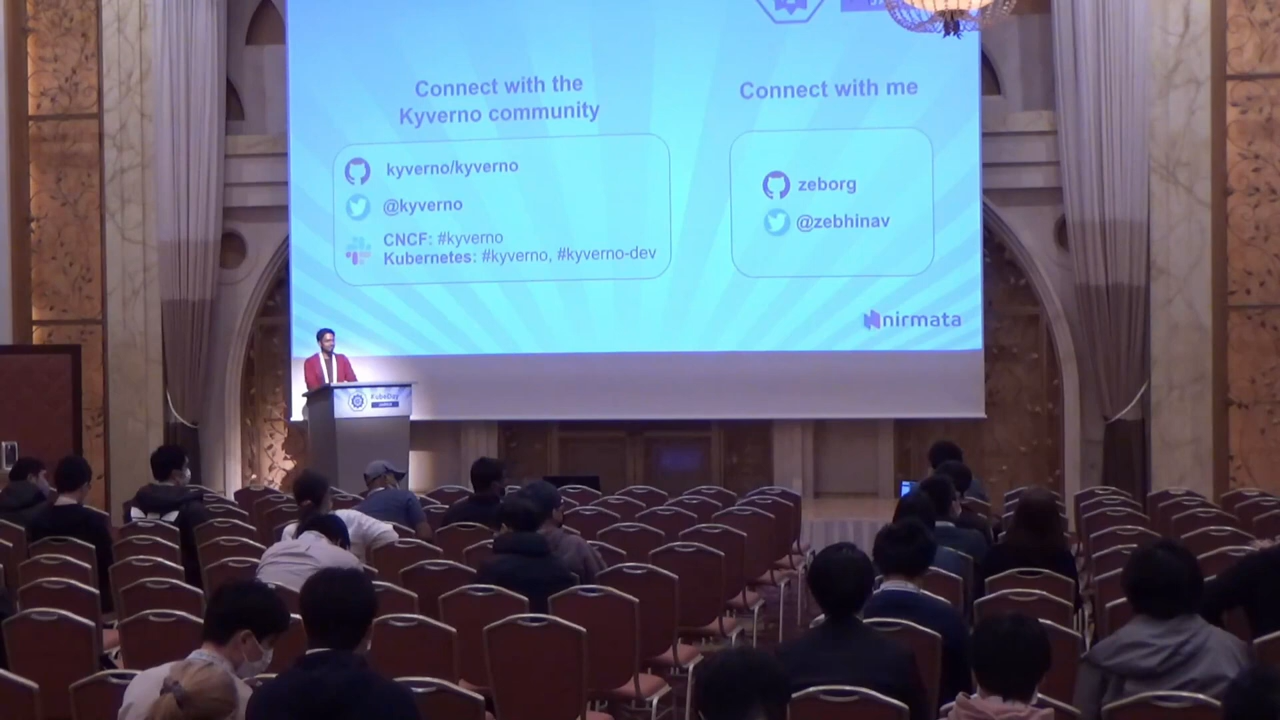 Connect with the
Kyverno community
kyverno/kyverno
@kyverno
CNCF: #kyverno
Kubernetes: #kyverno, #kyverno-dev
Connect with me
zeborg
@zebhinav
nirmata
KubeDay